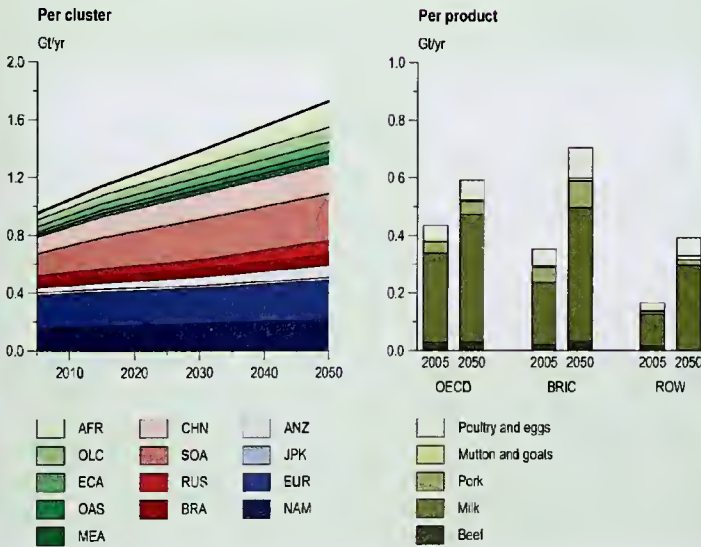 Per cluster
Gt/yr
2.0
1.6
1.2
0.8
0.4
0.0
2010 2020 2030 2040 2050
AFR
OLC
ECA
OAS
MEA
CHN
SOA
RUS
BRA
ANZ
JPK
EUR
NAM
Per product
Gt/yr
1.0
0.8
0.6
0.4
0.2
0.0
2005 2050 2005 2050 2005 2050
OECD BRIC ROW
Poultry and eggs
Mutton and goats
Pork
Milk
Beef